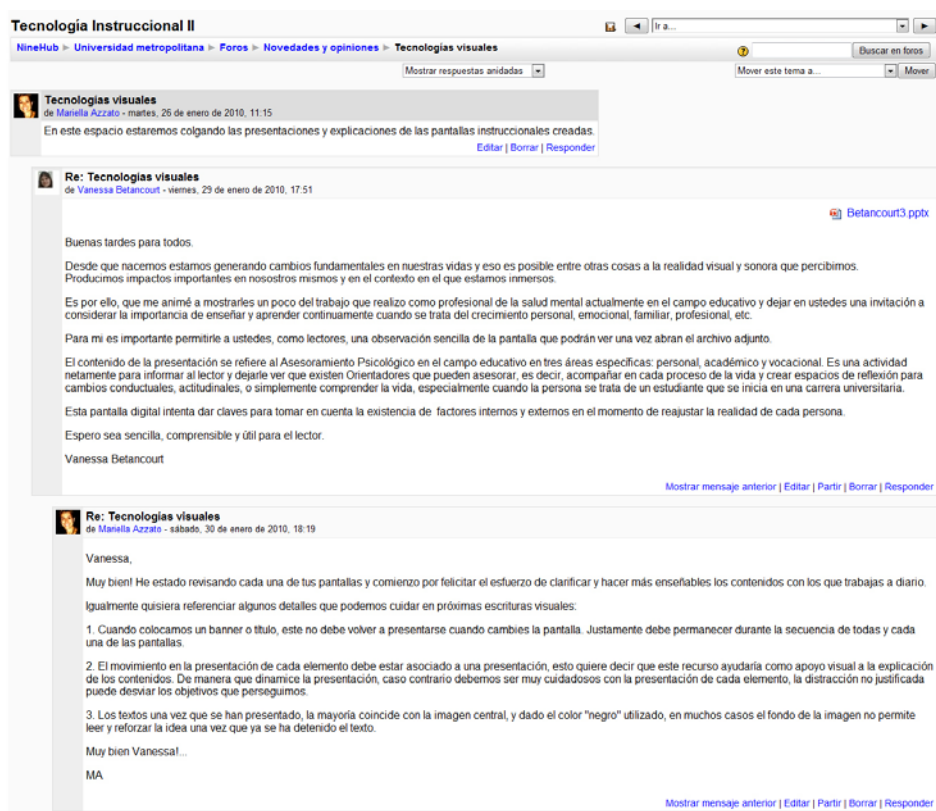 Tecnología Instruccional II
Ir a...
NineHub ► Universidad metropolitana ► Foros ► Novedades y opiniones ► Tecnologías visuales
Buscar en foros
Mostrar respuestas anidadas
Mover este tema a...
Mover
Tecnologías visuales
de Mariella Azzato - martes, 26 de enero de 2010, 11:15
En este espacio estaremos colgando las presentaciones y explicaciones de las pantallas instruccionales creadas.
Editar | Borrar | Responder
Re: Tecnologías visuales
de Vanessa Betancourt - viernes, 29 de enero de 2010, 17:51
Betancourt3.pptx
Buenas tardes para todos.
Desde que nacemos estamos generando cambios fundamentales en nuestras vidas y eso es posible entre otras cosas a la realidad visual y sonora que percibimos.
Producimos impactos importantes en nosostros mismos y en el contexto en el que estamos inmersos.
Es por ello, que me animé a mostrarles un poco del trabajo que realizo como profesional de la salud mental actualmente en el campo educativo y dejar en ustedes una invitación a
considerar la importancia de enseñar y aprender continuamente cuando se trata del crecimiento personal, emocional, familiar, profesional, etc.
Para mi es importante permitirle a ustedes, como lectores, una observación sencilla de la pantalla que podrán ver una vez abran el archivo adjunto.
El contenido de la presentación se refiere al Asesoramiento Psicológico en el campo educativo en tres áreas específicas: personal, académico y vocacional. Es una actividad
netamente para informar al lector y dejarle ver que existen Orientadores que pueden asesorar, es decir, acompañar en cada proceso de la vida y crear espacios de reflexión para
cambios conductuales, actitudinales, o simplemente comprender la vida, especialmente cuando la persona se trata de un estudiante que se inicia en una carrera universitaria.
Esta pantalla digital intenta dar claves para tomar en cuenta la existencia de factores internos y externos en el momento de reajustar la realidad de cada persona.
Espero sea sencilla, comprensible y útil para el lector.
Vanessa Betancourt
Mostrar mensaje anterior | Editar | Partir | Borrar | Responder
Re: Tecnologías visuales
de Mariella Azzato - sábado, 30 de enero de 2010, 18:19
Vanessa,
Muy bien! He estado revisando cada una de tus pantallas y comienzo por felicitar el esfuerzo de clarificar y hacer más enseñables los contenidos con los que trabajas a diario.
Igualmente quisiera referenciar algunos detalles que podemos cuidar en próximas escrituras visuales:
1. Cuando colocamos un banner o título, este no debe volver a presentarse cuando cambies la pantalla. Justamente debe permanecer durante la secuencia de todas y cada
una de las pantallas.
2. El movimiento en la presentación de cada elemento debe estar asociado a una presentación, esto quiere decir que este recurso ayudaría como apoyo visual a la explicación
de los contenidos. De manera que dinamice la presentación, caso contrario debemos ser muy cuidadosos con la presentación de cada elemento, la distracción no justificada
puede desviar los objetivos que perseguimos.
3. Los textos una vez que se han presentado, la mayoría coincide con la imagen central, y dado el color "negro" utilizado, en muchos casos el fondo de la imagen no permite
leer y reforzar la idea una vez que ya se ha detenido el texto.
Muy bien Vanessa!...
MA
Mostrar mensaje anterior | Editar | Partir | Borrar | Responder